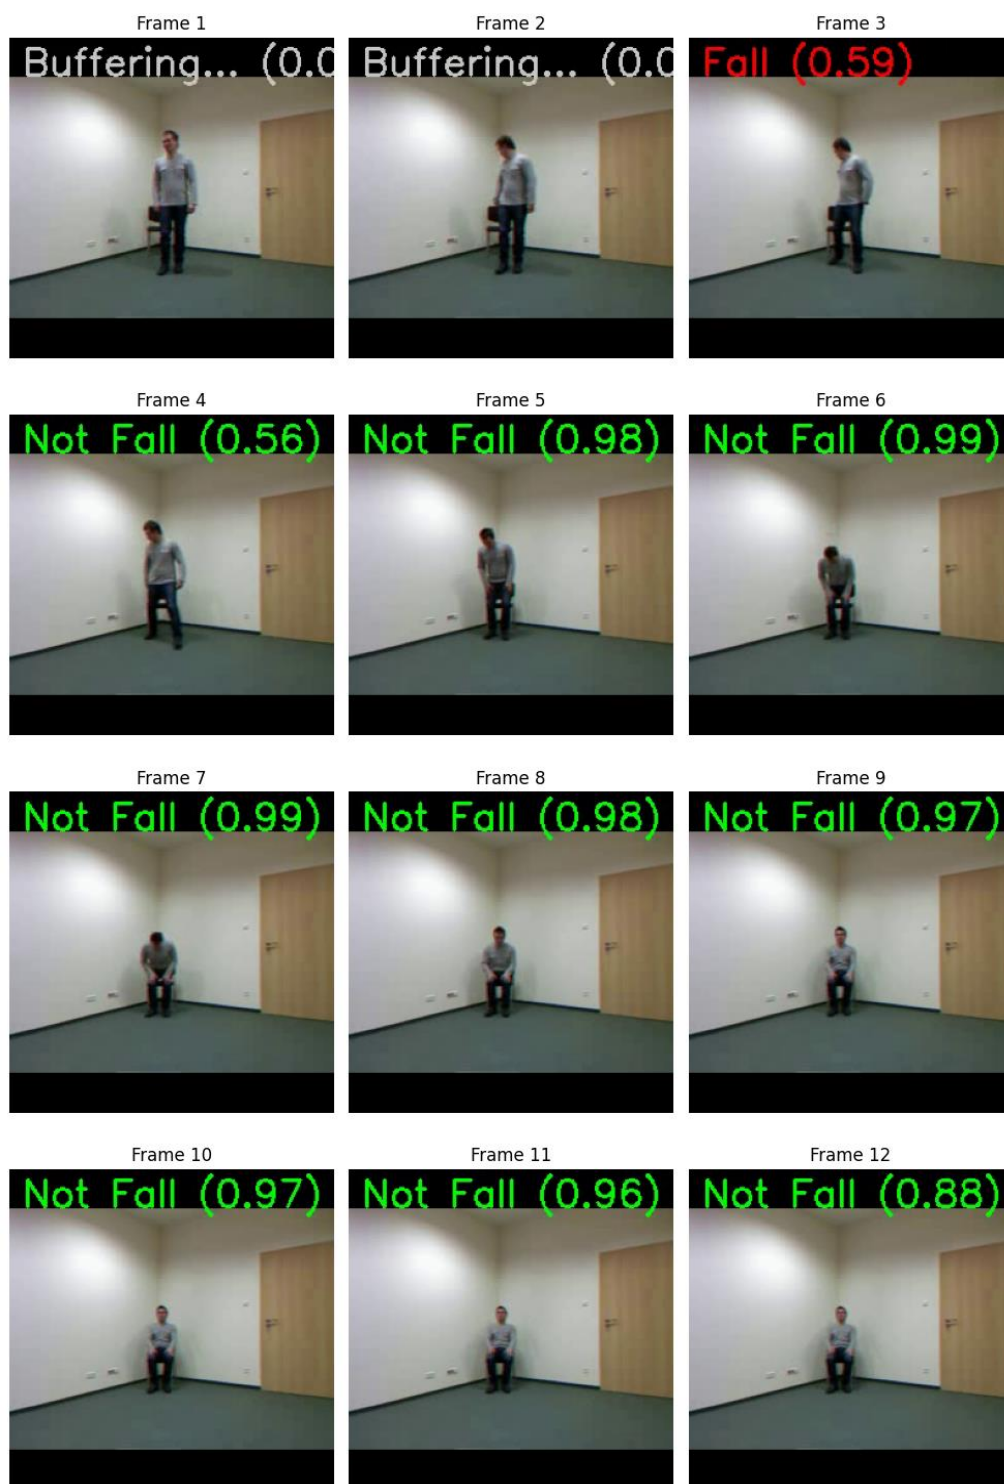 Frame 1
Buffering... (0.0
Frame 2
Buffering... (0.0
Frame 3
Fall (0.59)
Frame 4
Not Fall (0.56)
Frame 5
Not Fall (0.98)
Frame 6
Not Fall (0.99)
Frame 7
Not Fall (0.99)
Frame 8
Not Fall (0.98)
Frame 9
Not Fall (0.97)
Frame 10
Not Fall (0.97)
Frame 11
Not Fall (0.96)
Frame 12
Not Fall (0.88)